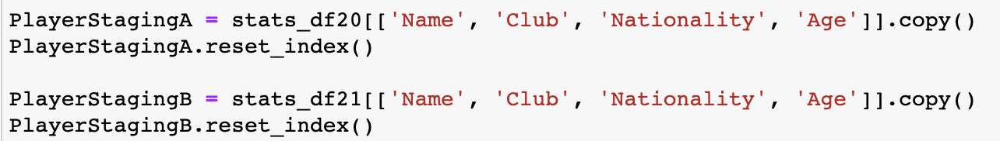 PlayerStagingA = stats_df20[['Name', 'Club', 'Nationality', 'Age']].copy()
PlayerStagingA.reset_index()
PlayerStagingB = stats_df21[['Name', 'Club', 'Nationality', 'Age']].copy()
PlayerStagingB.reset_index()